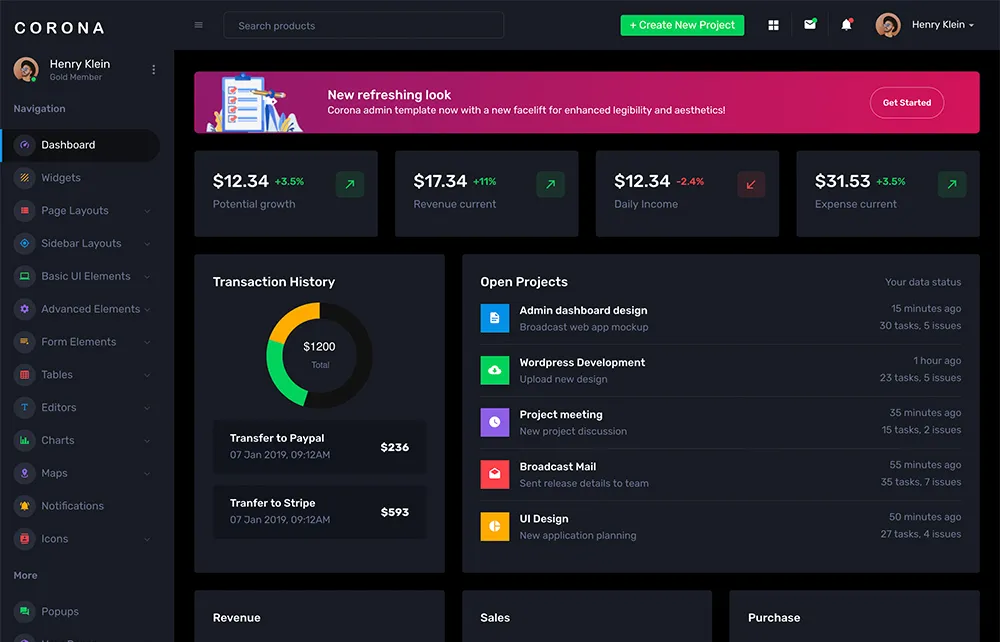 CORONA
Search products
+ Create New Project
Henry Klein
Henry Klein
Gold Member
Navigation
Dashboard
Widgets
Page Layouts
Sidebar Layouts
Basic UI Elements
Advanced Elements
Form Elements
Tables
Editors
Charts
Maps
Notifications
Icons
More
Popups
New refreshing look
Corona admin template now with a new facelift for enhanced legibility and aesthetics!
Get Started
$12.34 +3.5%
Potential growth
$17.34 +11%
Revenue current
$12.34 -2.4%
Daily Income
$31.53 +3.5%
Expense current
Transaction History
$1200
Total
Transfer to Paypal
07 Jan 2019, 09:12AM
$236
Tranfer to Stripe
07 Jan 2019, 09:12AM
$593
Open Projects
Your data status
Admin dashboard design
Broadcast web app mockup
15 minutes ago
30 tasks, 5 issues
Wordpress Development
Upload new design
1 hour ago
23 tasks, 5 issues
Project meeting
New project discussion
35 minutes ago
15 tasks, 2 issues
Broadcast Mail
Sent release details to team
55 minutes ago
35 tasks, 7 issues
UI Design
New application planning
50 minutes ago
27 tasks, 4 issues
Revenue
Sales
Purchase